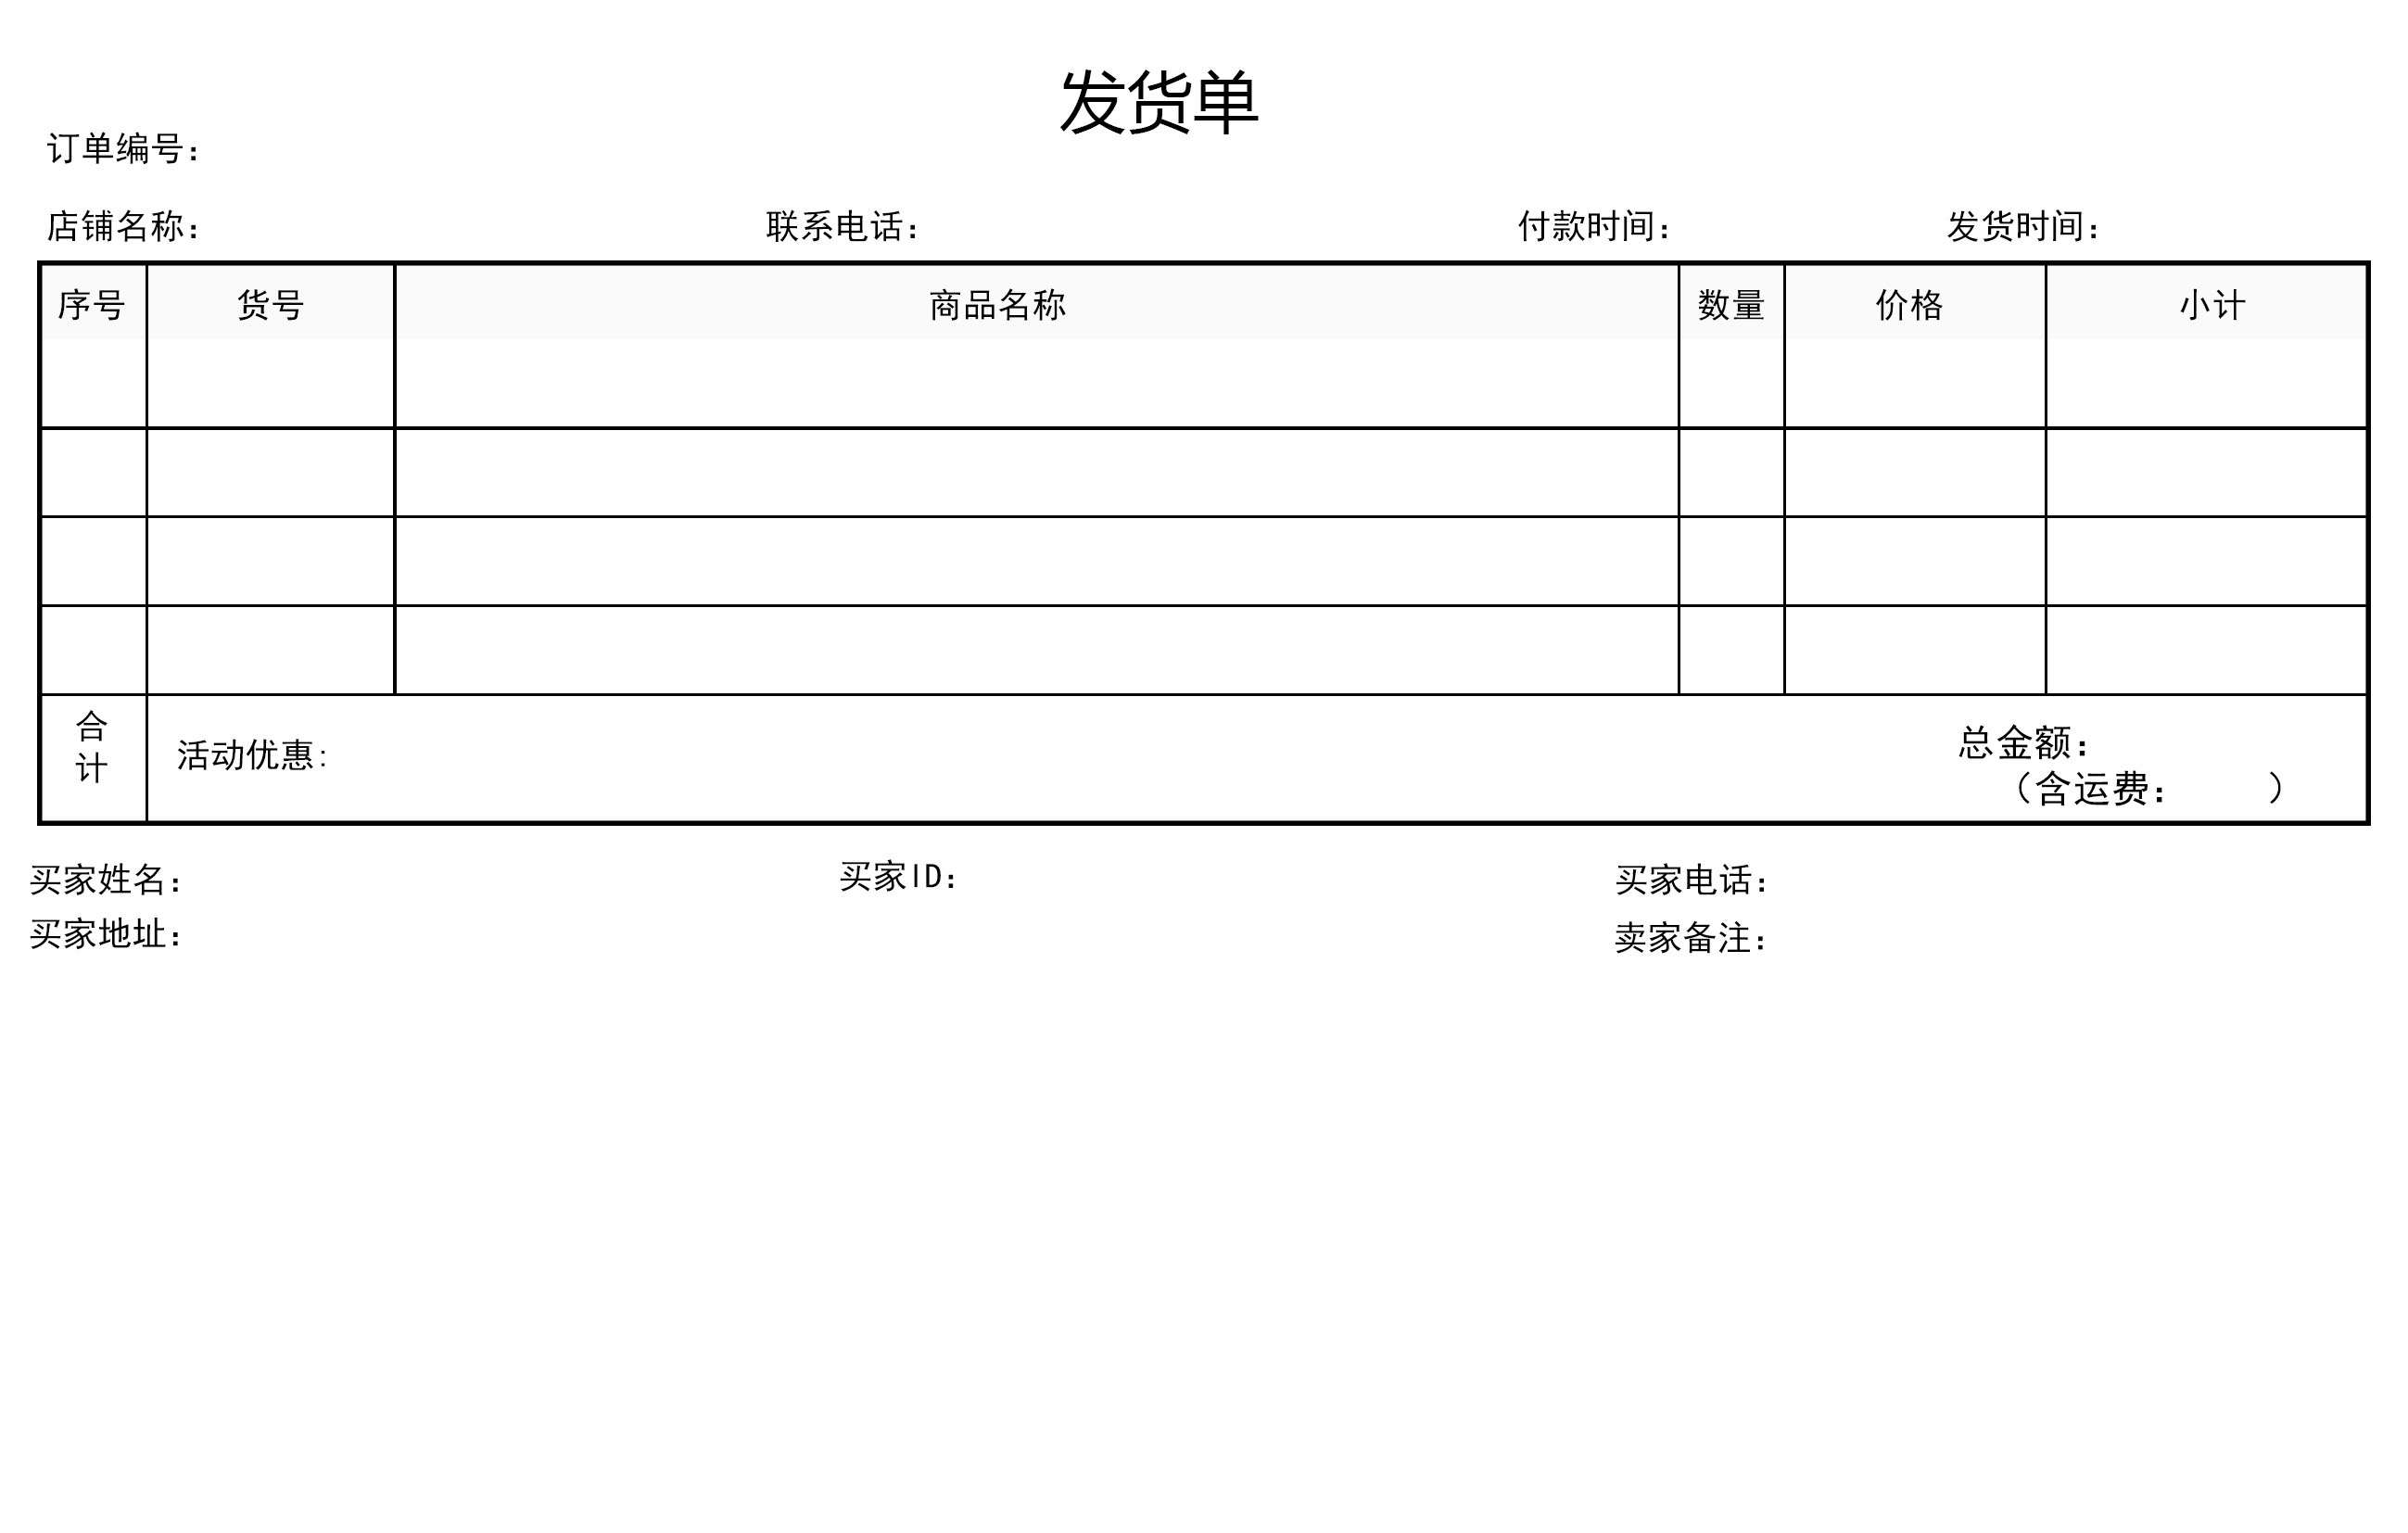 发货单
订单编号：
店铺名称： 联系电话： 付款时间： 发货时间：
序号 货号 商品名称 数量 价格 小计
合计 活动优惠: 总金额：
（含运费： ）
买家姓名： 买家ID： 买家电话：
买家地址： 卖家备注：